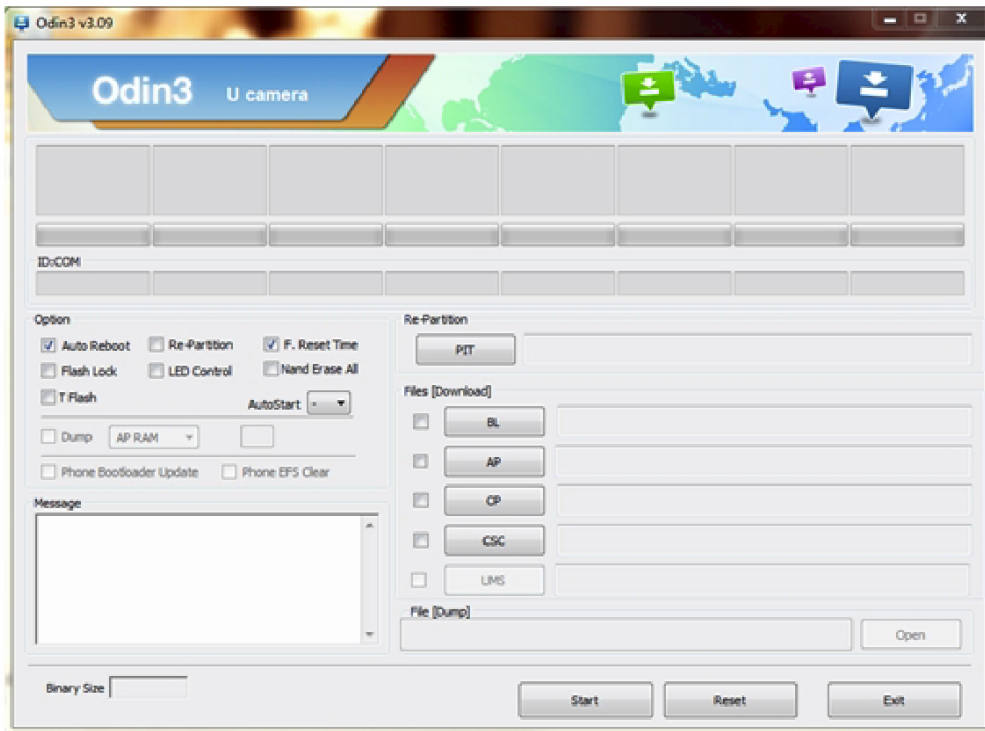 Odin3 v3.09
Odin3 U camera
ID:COM
Option
Auto Reboot Re-Partition F. Reset Time
Flash Lock LED Control Nand Erase All
T Flash AutoStart -
Dump AP RAM
Phone Bootloader Update Phone EFS Clear
Message
Re-Partition
PIT
Files [Download]
BL
AP
CP
CSC
UMS
File [Dump]
Open
Binary Size
Start Reset Exit